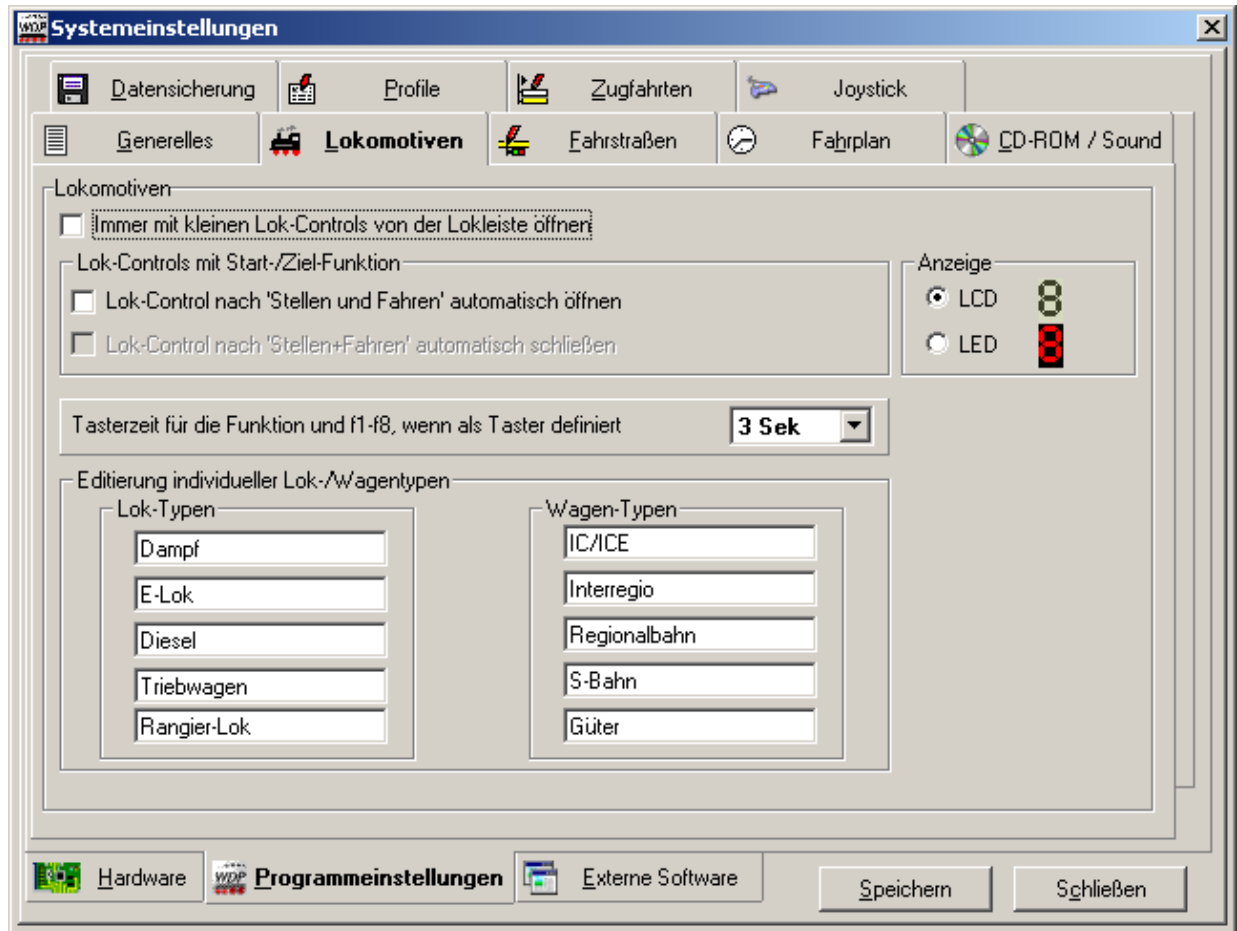 WDP Systemeinstellungen
Datensicherung Profile Zugfahrten Joystick
Generelles Lokomotiven Fahrstraßen Fahrplan CD-ROM / Sound
Lokomotiven
Immer mit kleinen Lok-Controls von der Lokleiste öffnen
Lok-Controls mit Start-/Ziel-Funktion
Lok-Control nach 'Stellen und Fahren' automatisch öffnen
Lok-Control nach 'Stellen+Fahren' automatisch schließen
Anzeige
LCD 8
LED 8
Tasterzeit für die Funktion und f1-f8, wenn als Taster definiert 3 Sek
Editierung individueller Lok-/Wagentypen
Lok-Typen
Dampf
E-Lok
Diesel
Triebwagen
Rangier-Lok
Wagen-Typen
IC/ICE
Interregio
Regionalbahn
S-Bahn
Güter
Hardware WDP Programmeinstellungen Externe Software
Speichern Schließen